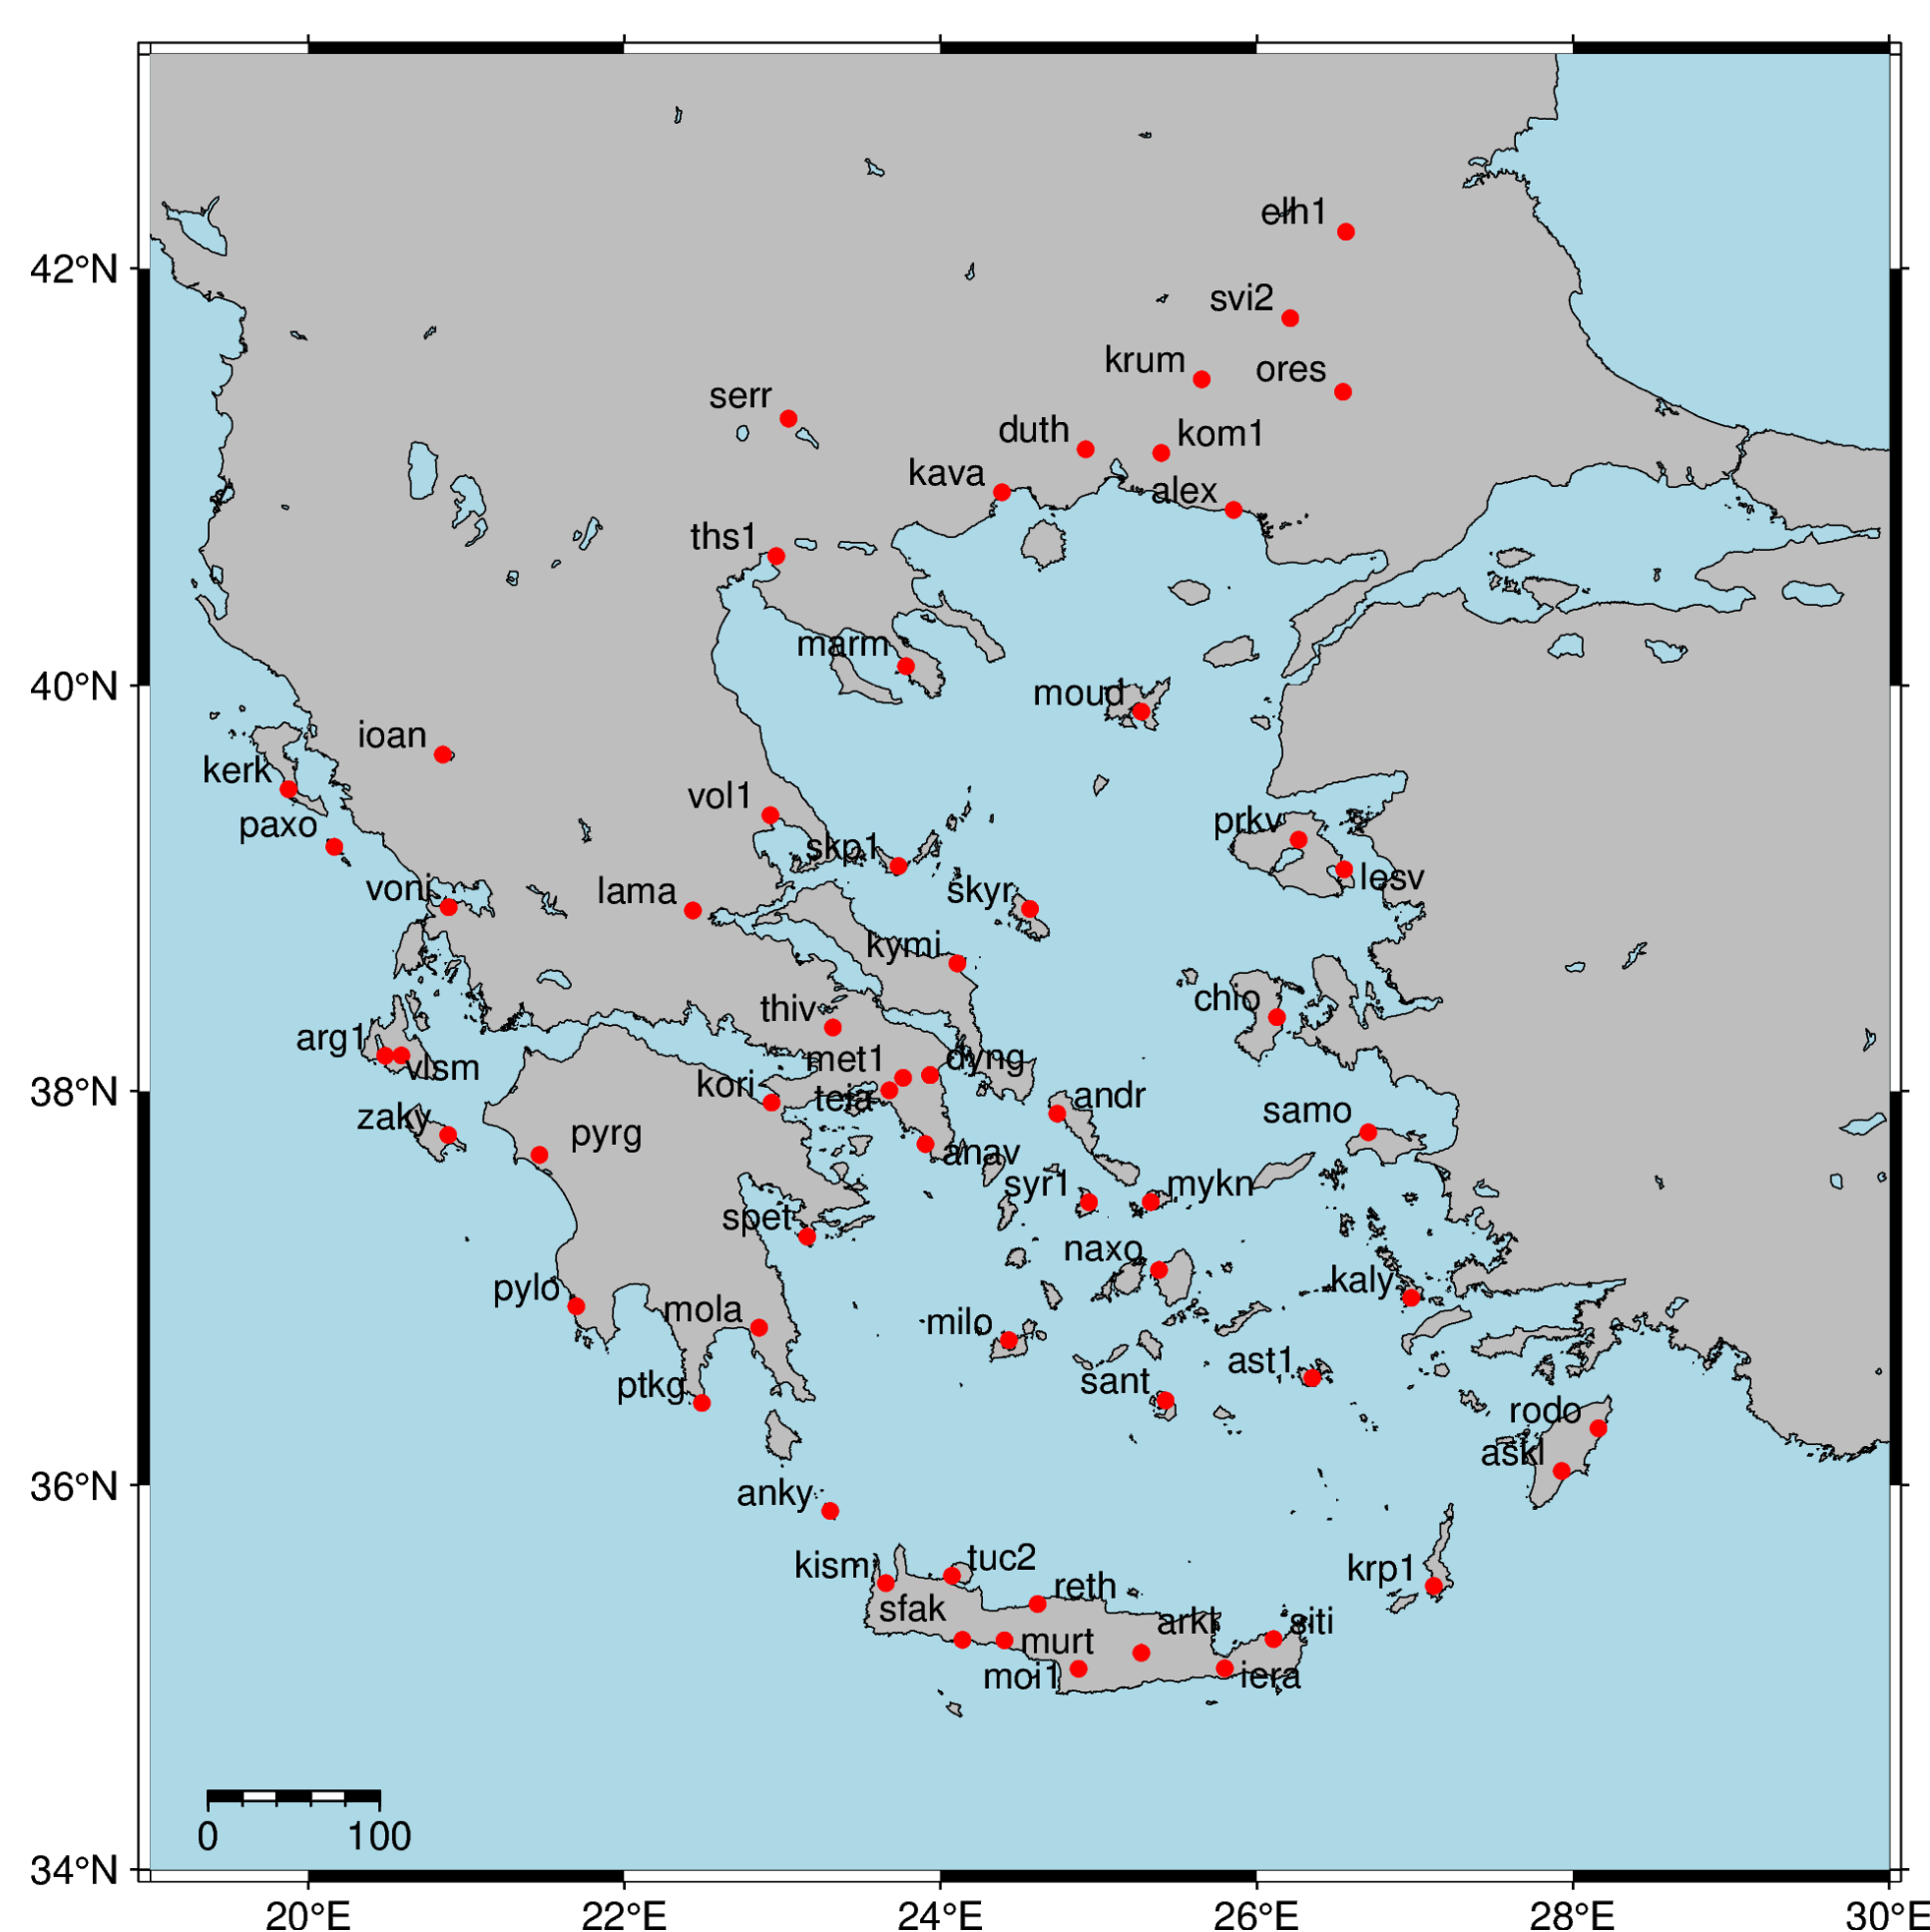 elh1
42°N
svi2
krum
ores
serr
duth
kom1
kava
alex
ths1
marm
40°N
moud
ioan
kerk
vol1
paxo
prkv
skp1
voni
lama
skyr
lesv
kymi
chio
thiv
arg1
met1
dyng
vlsm
kori
38°N
teia
andr
zaky
samo
pyrg
anav
syr1
mykn
spet
naxo
pylo
kaly
mola
milo
ast1
ptkg
sant
rodo
askl
36°N
anky
kism
tuc2
krp1
reth
sfak
arkl
siti
murt
moi1
iera
0 100
34°N
20°E 22°E 24°E 26°E 28°E 30°E